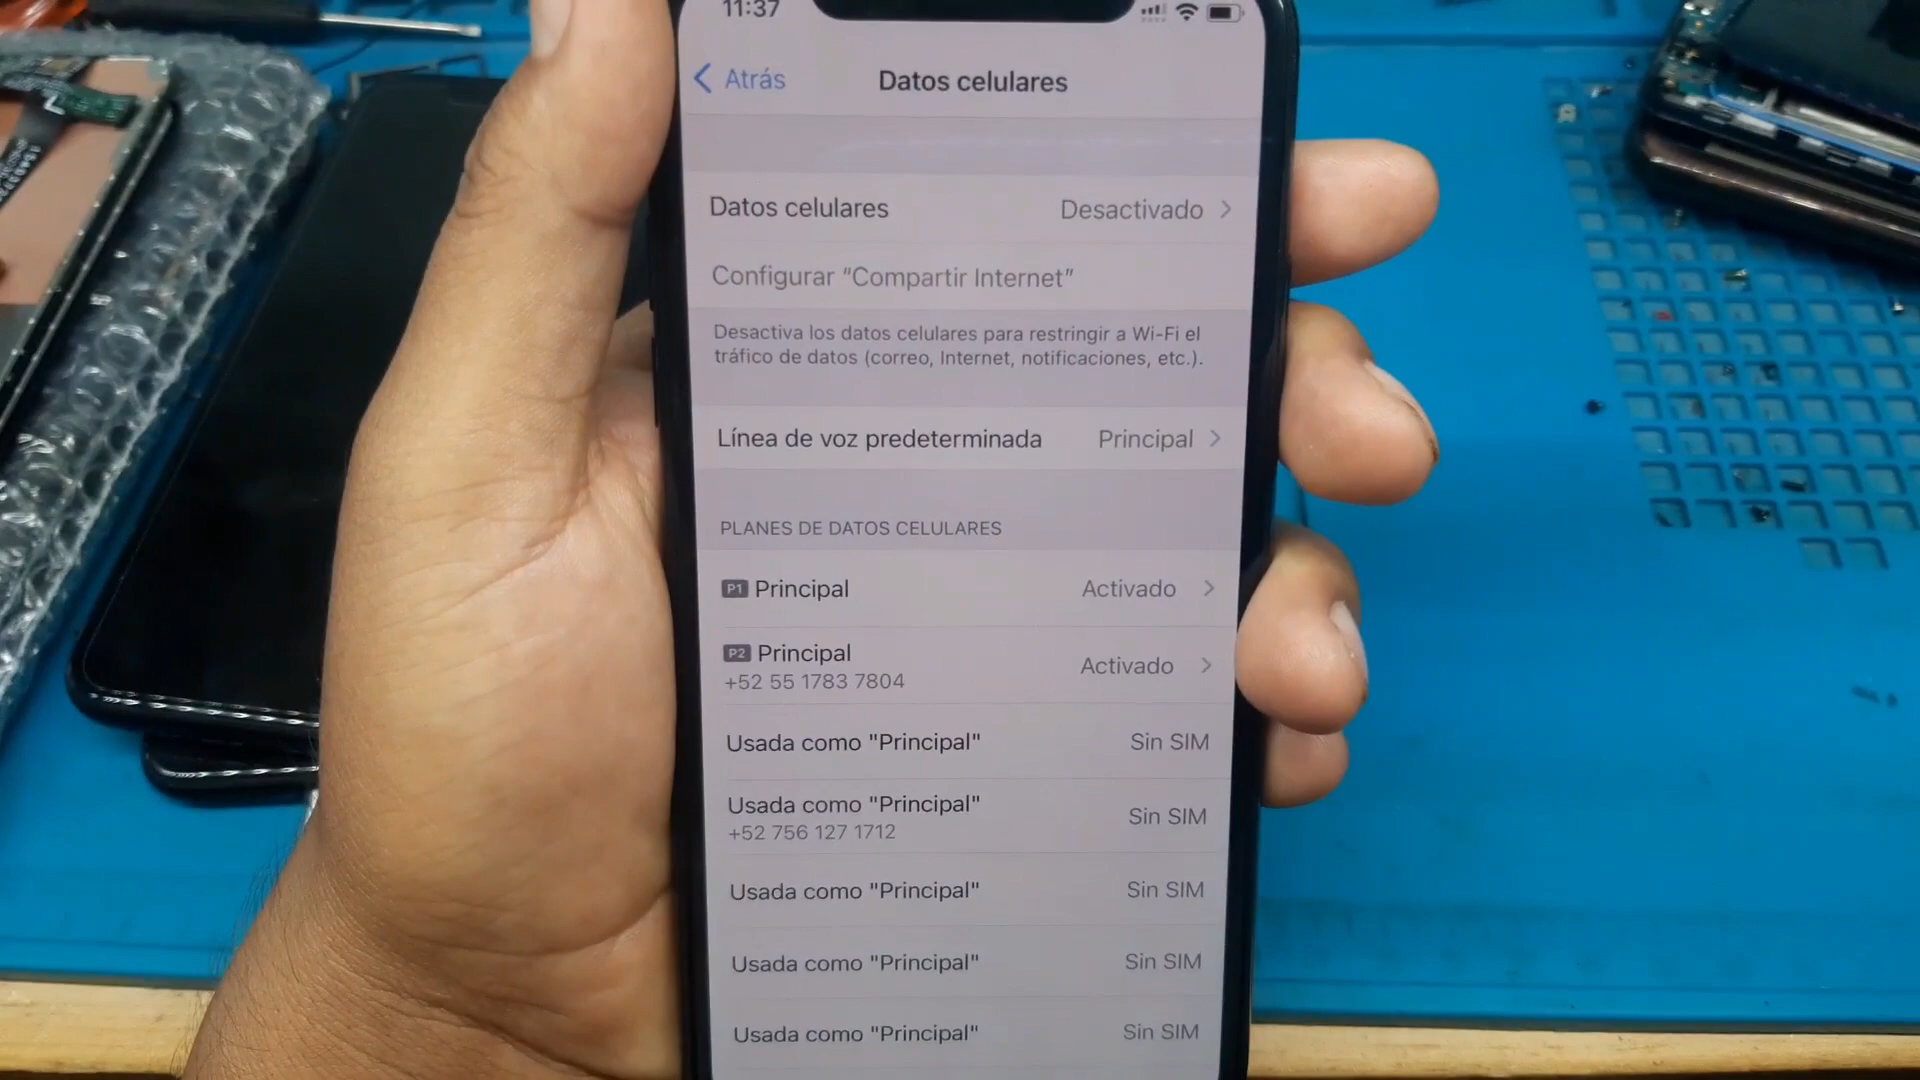 11:37
Atrás
Datos celulares
Datos celulares Desactivado
Configurar “Compartir Internet”
Desactiva los datos celulares para restringir a Wi-Fi el
tráfico de datos (correo, Internet, notificaciones, etc.).
Línea de voz predeterminada Principal
PLANES DE DATOS CELULARES
P1 Principal Activado
P2 Principal Activado
+52 55 1783 7804
Usada como "Principal" Sin SIM
Usada como "Principal" Sin SIM
+52 756 127 1712
Usada como "Principal" Sin SIM
Usada como "Principal" Sin SIM
Usada como "Principal" Sin SIM